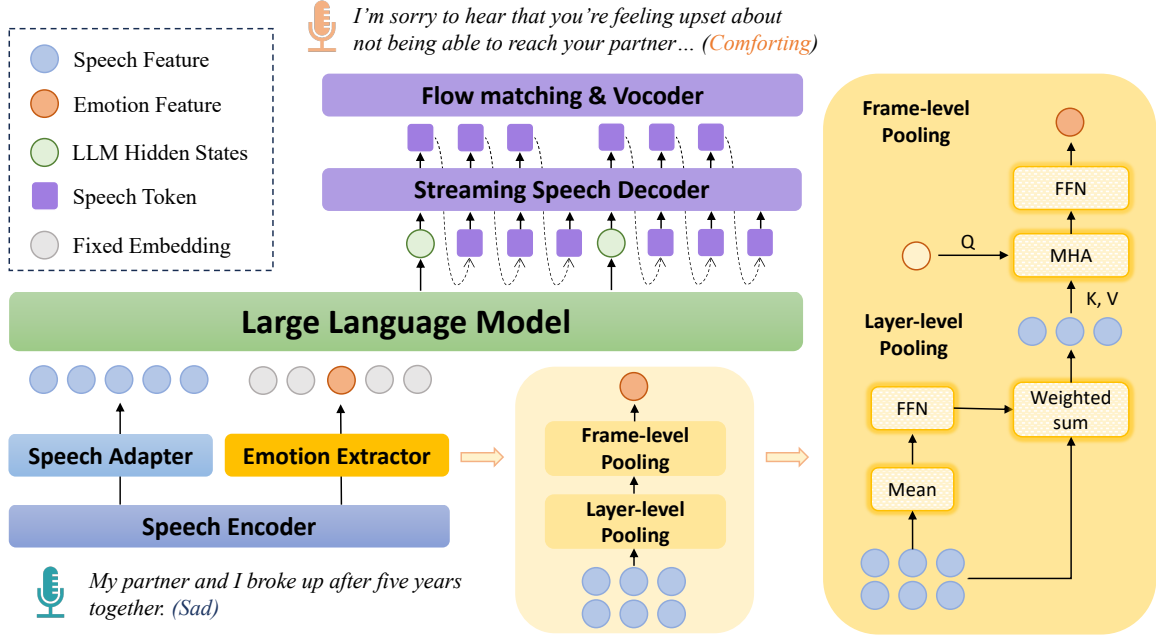 I'm sorry to hear that you're feeling upset about
not being able to reach your partner... (Comforting)
Speech Feature
Emotion Feature
LLM Hidden States
Speech Token
Fixed Embedding
Flow matching & Vocoder
Streaming Speech Decoder
Large Language Model
Speech Adapter
Emotion Extractor
Speech Encoder
My partner and I broke up after five years
together. (Sad)
Frame-level
Pooling
Layer-level
Pooling
Frame-level
Pooling
FFN
Q
MHA
K, V
Layer-level
Pooling
FFN
Weighted
sum
Mean